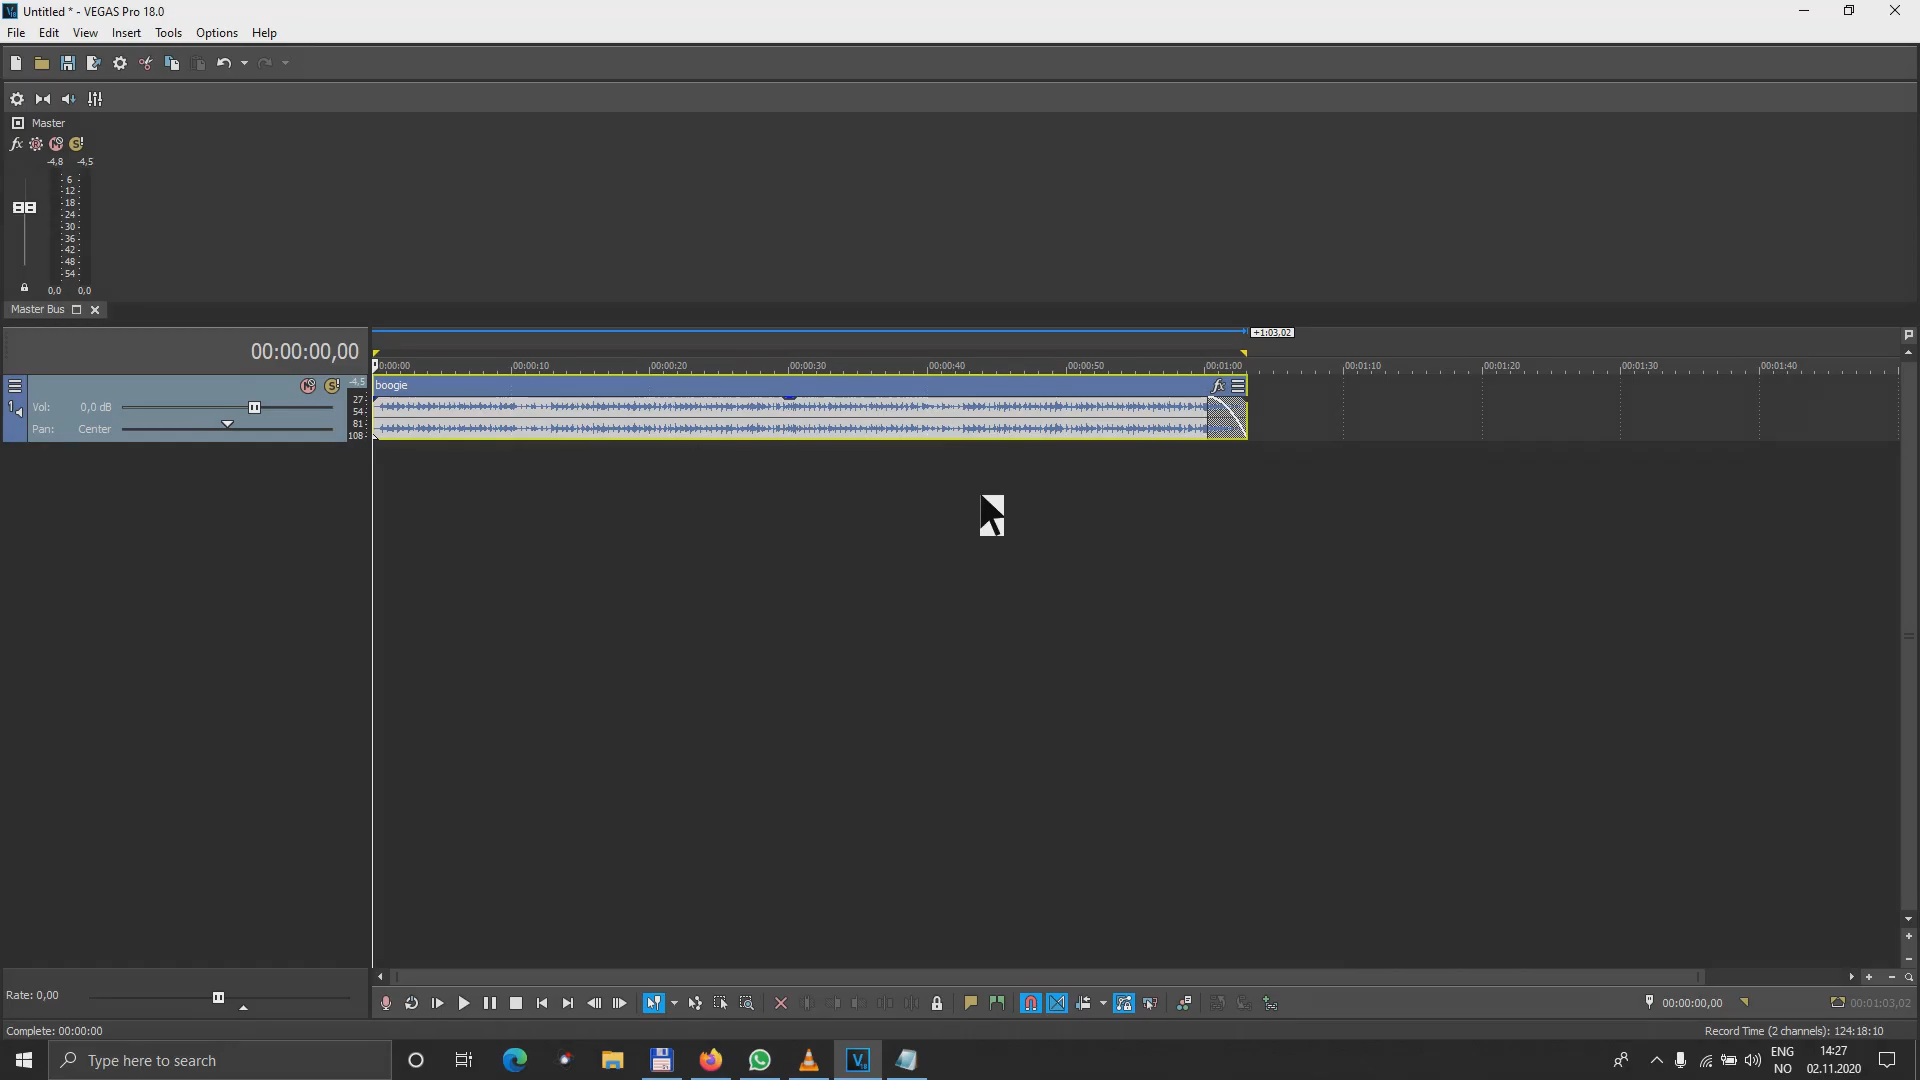 Untitled * - VEGAS Pro 18.0
File Edit View Insert Tools Options Help
Master
-4,8 -4,5
- 6 -
-12-
-18-
-24-
-30-
-36-
-42-
-48-
-54-
0,0 0,0
Master Bus
+1:03,02
00:00:00,00
0:00:00 00:00:10 00:00:20 00:00:30 00:00:40 00:00:50 00:01:00 00:01:10 00:01:20 00:01:30 00:01:40
-4,5
boogie
1
Vol: 0,0 dB
Pan: Center
27
54
81
108
Rate: 0,00
00:00:00,00
00:01:03,02
Complete: 00:00:00
Record Time (2 channels): 124:18:10
Type here to search
ENG
NO
14:27
02.11.2020